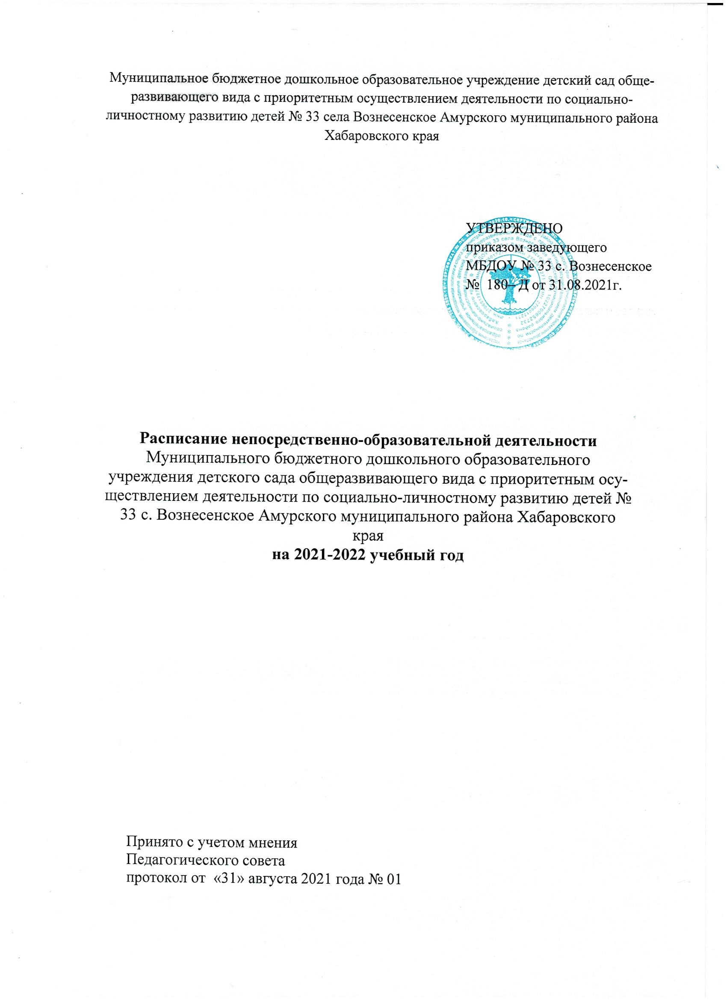 Муниципальное бюджетное дошкольное образовательное учреждение детский сад обще-
развивающего вида с приоритетным осуществлением деятельности по социально-
личностному развитию детей № 33 села Вознесенское Амурского муниципального района
Хабаровского края
УТВЕРЖДЕНО
приказом заведующего
МБДОУ № 33 с. Вознесенское
№  180– Д от 31.08.2021г.
Расписание непосредственно-образовательной деятельности
Муниципального бюджетного дошкольного образовательного
учреждения детского сада общеразвивающего вида с приоритетным осу-
ществлением деятельности по социально-личностному развитию детей №
33 с. Вознесенское Амурского муниципального района Хабаровского
края
на 2021-2022 учебный год
Принято с учетом мнения
Педагогического совета
протокол от  «31» августа 2021 года № 01